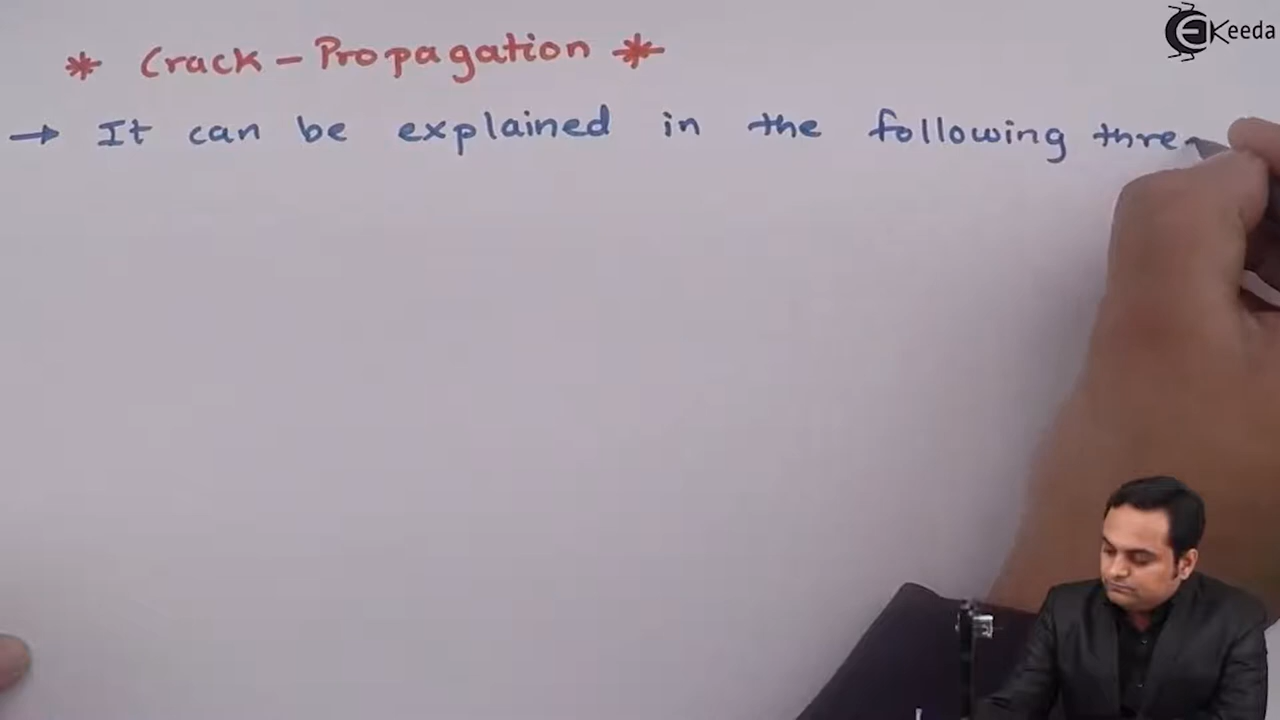 Ekeeda
* Crack - Propagation *
→ It can be explained in the following thre